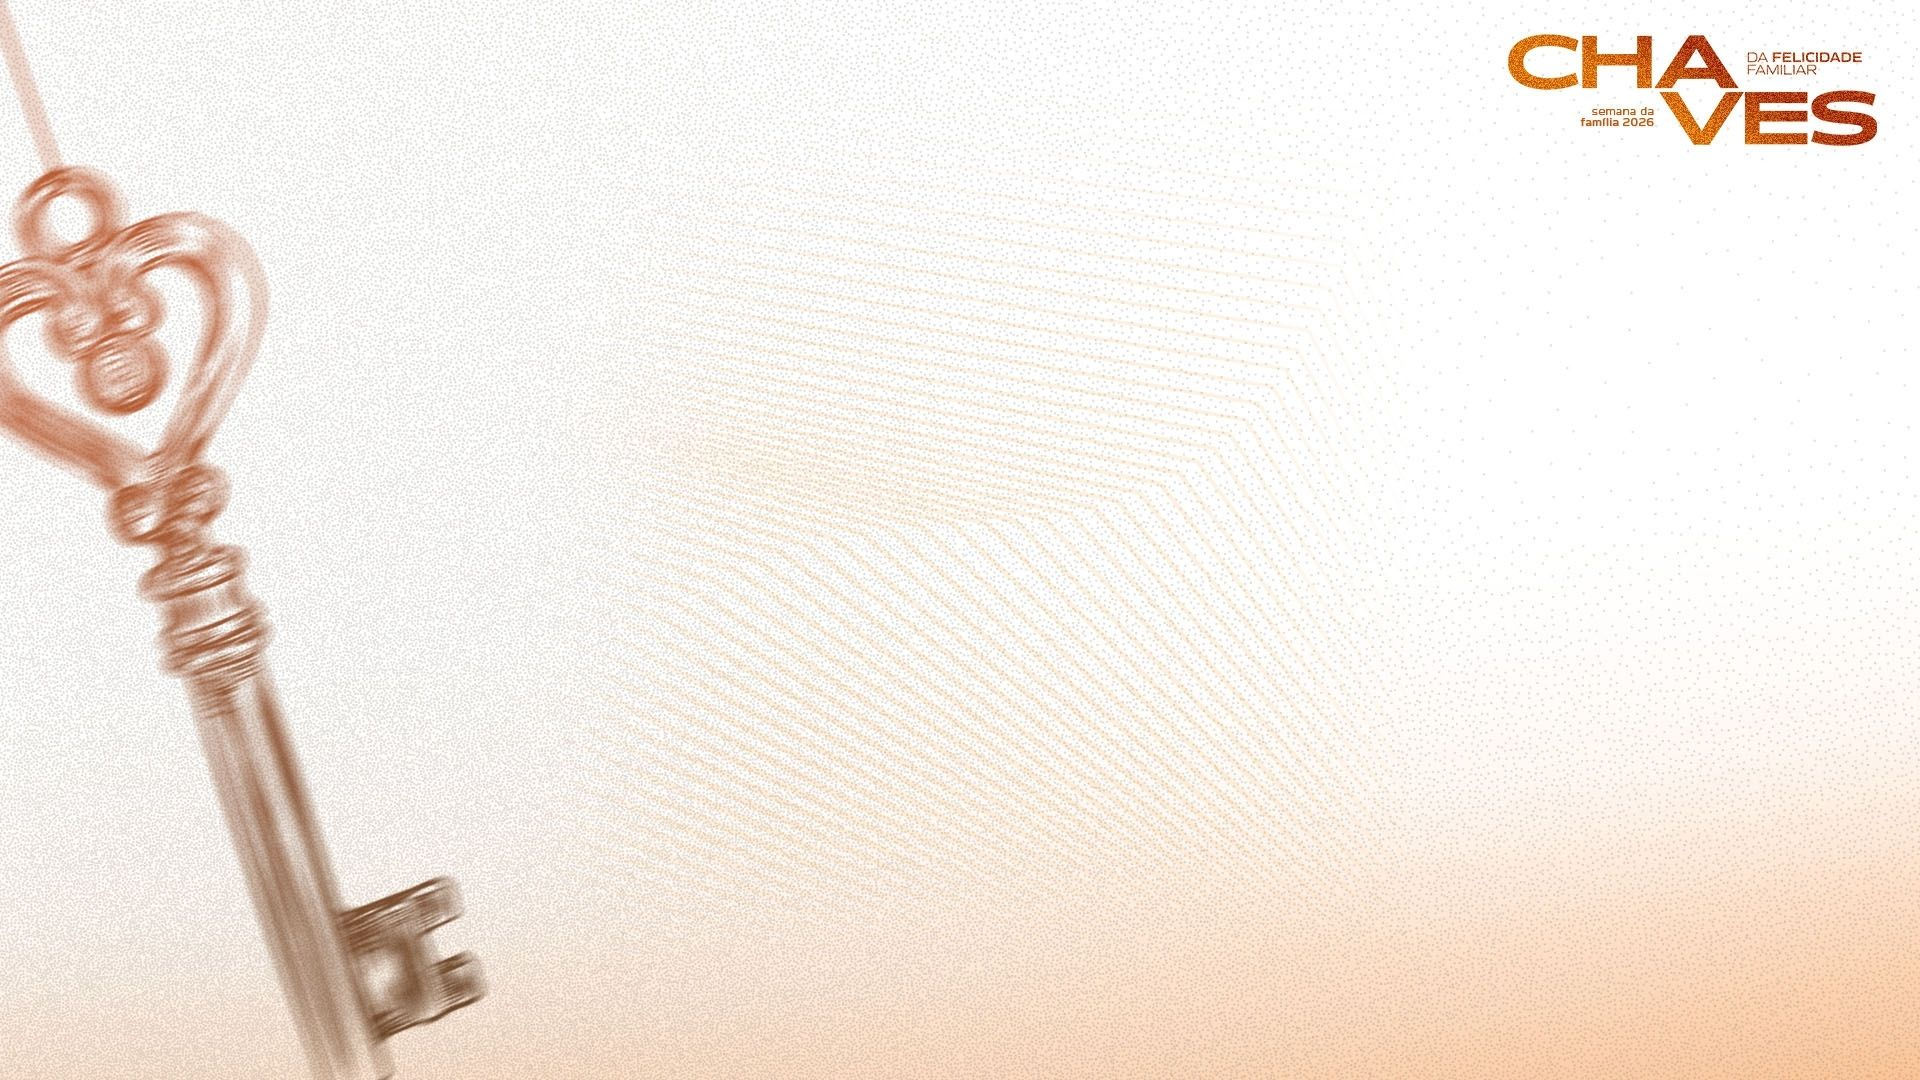 CHA
DA FELICIDADE
FAMILIAR
semana da
família 2026
VES